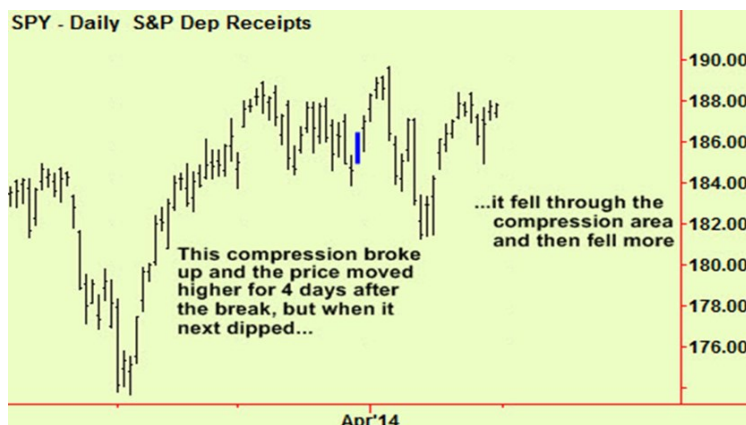 SPY - Daily  S&P Dep Receipts
190.00
188.00
186.00
184.00
182.00
180.00
178.00
176.00
...it fell through the
compression area
and then fell more
This compression broke
up and the price moved
higher for 4 days after
the break, but when it
next dipped...
Apr'14